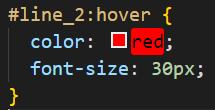 #line_2:hover {
color: red;
font-size: 30px;
}